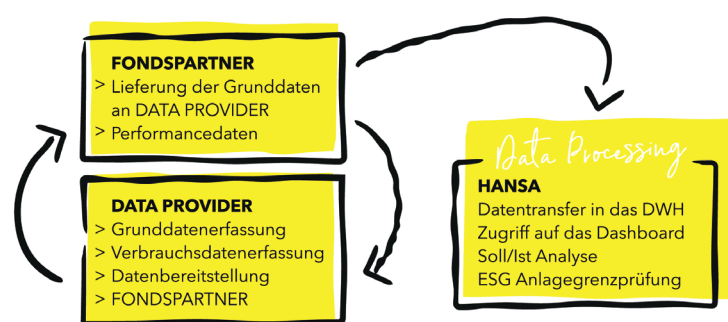 FONDSPARTNER
> Lieferung der Grunddaten
an DATA PROVIDER
> Performancedaten
DATA PROVIDER
> Grunddatenerfassung
> Verbrauchsdatenerfassung
> Datenbereitstellung
> FONDSPARTNER
Data Processing
HANSA
Datentransfer in das DWH
Zugriff auf das Dashboard
Soll/Ist Analyse
ESG Anlagegrenzprüfung